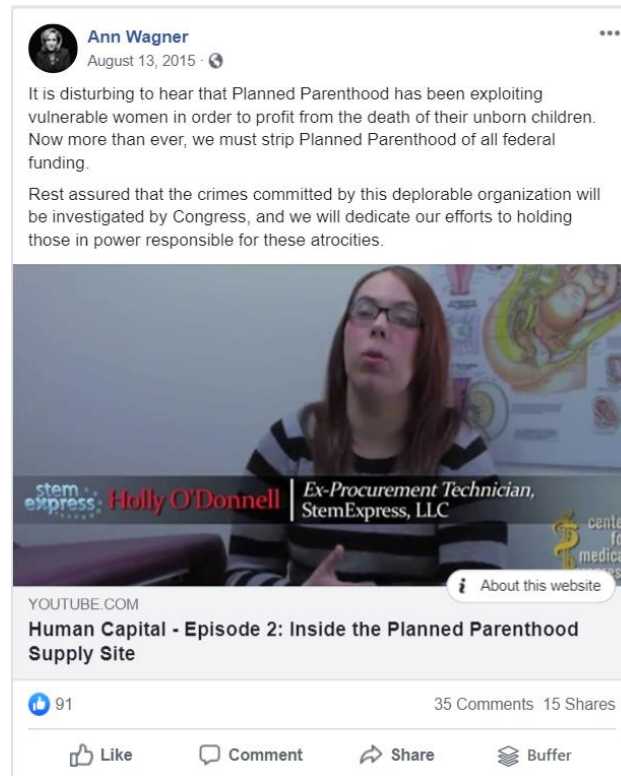 Ann Wagner
August 13, 2015
It is disturbing to hear that Planned Parenthood has been exploiting
vulnerable women in order to profit from the death of their unborn children.
Now more than ever, we must strip Planned Parenthood of all federal
funding.
Rest assured that the crimes committed by this deplorable organization will
be investigated by Congress, and we will dedicate our efforts to holding
those in power responsible for these atrocities.
stem express Holly O'Donnell Ex-Procurement Technician,
StemExpress, LLC
cente
fo
medica
About this website
YOUTUBE.COM
Human Capital - Episode 2: Inside the Planned Parenthood
Supply Site
91 35 Comments 15 Shares
Like Comment Share Buffer